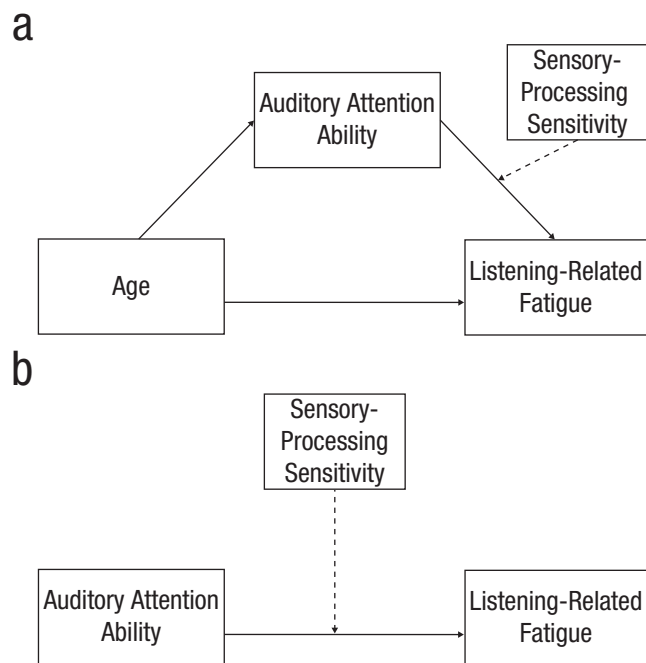 a
Sensory-
Processing
Sensitivity
Auditory Attention
Ability
Age
Listening-Related
Fatigue
b
Sensory-
Processing
Sensitivity
Auditory Attention
Ability
Listening-Related
Fatigue